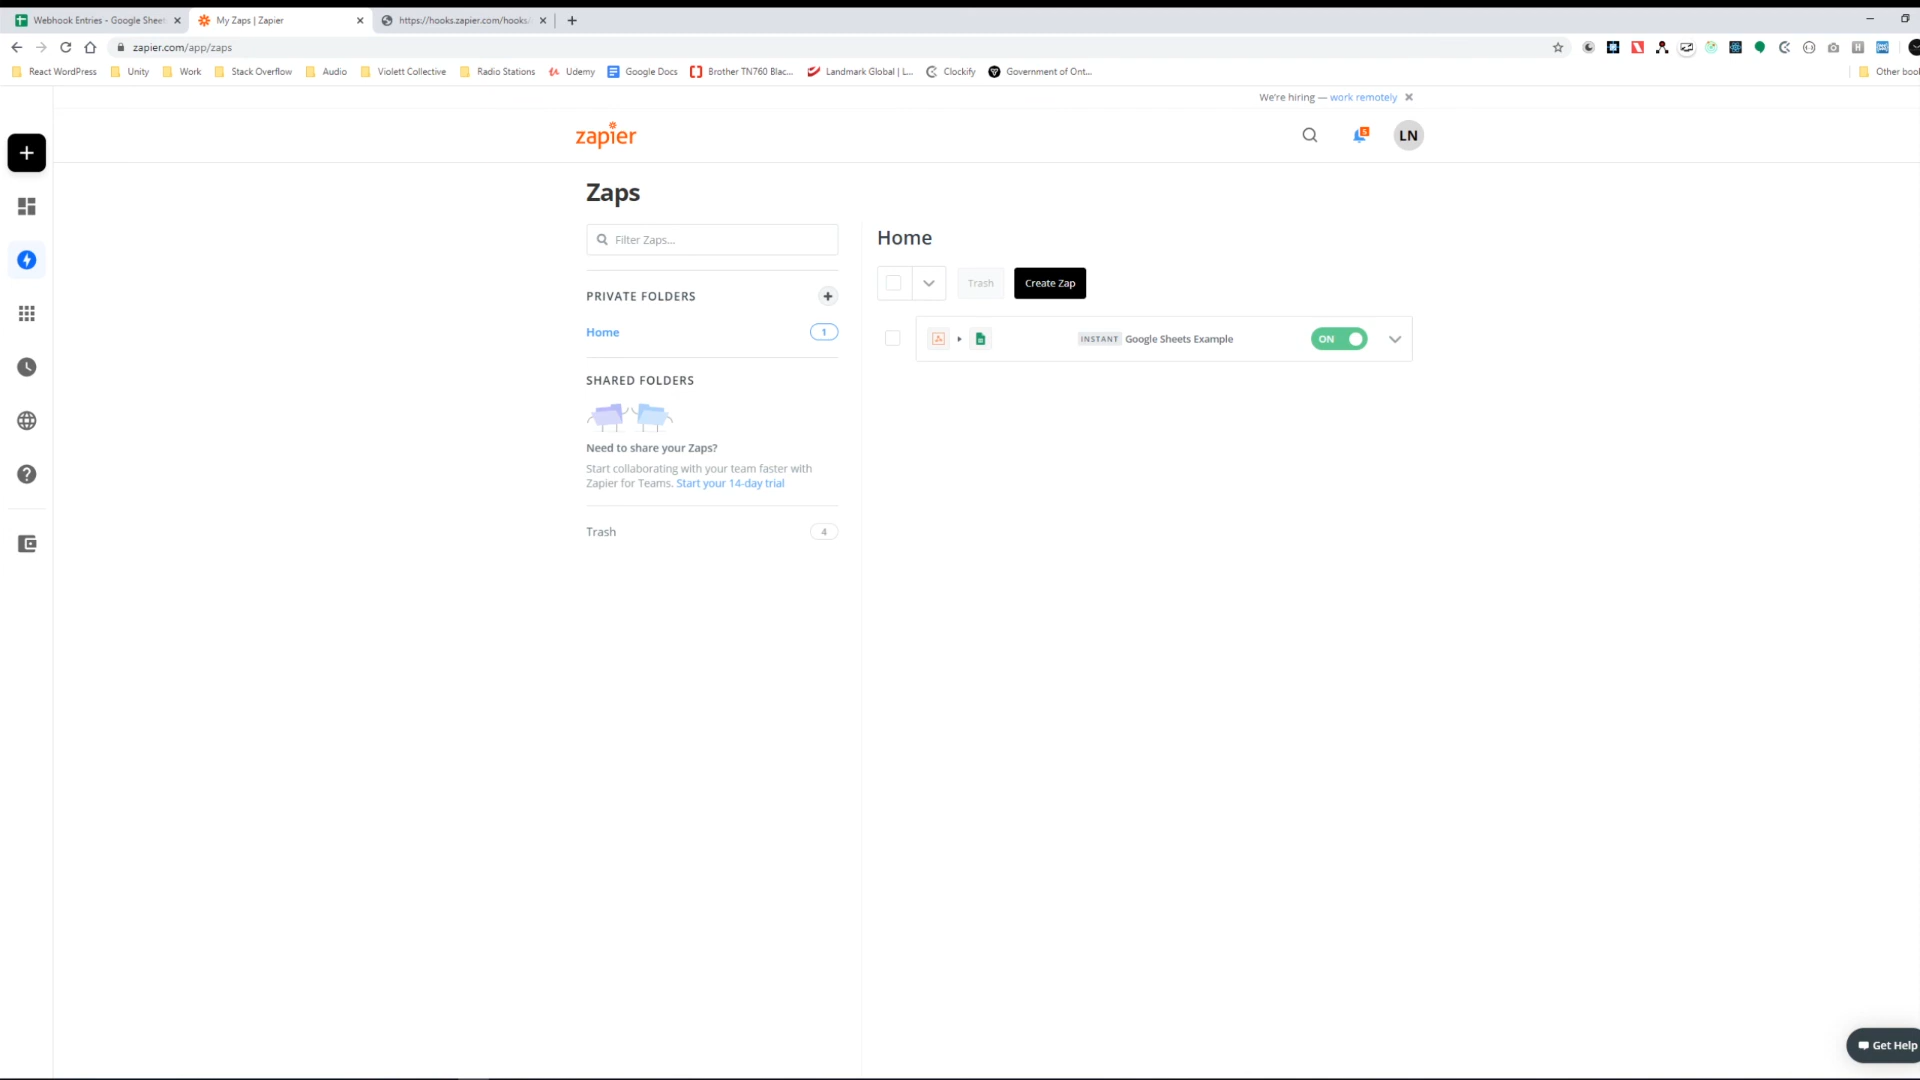 Webhook Entries - Google Sheet
My Zaps | Zapier
https://hooks.zapier.com/hooks/
zapier.com/app/zaps
React WordPress
Unity
Work
Stack Overflow
Audio
Violett Collective
Radio Stations
Udemy
Google Docs
Brother TN760 Blac...
Landmark Global | L...
Clockify
Government of Ont...
Other book
We're hiring — work remotely
zapier
5
LN
Zaps
Filter Zaps...
PRIVATE FOLDERS
Home
1
SHARED FOLDERS
Need to share your Zaps?
Start collaborating with your team faster with
Zapier for Teams. Start your 14-day trial
Trash
4
Home
Trash
Create Zap
INSTANT Google Sheets Example
ON
Get Help